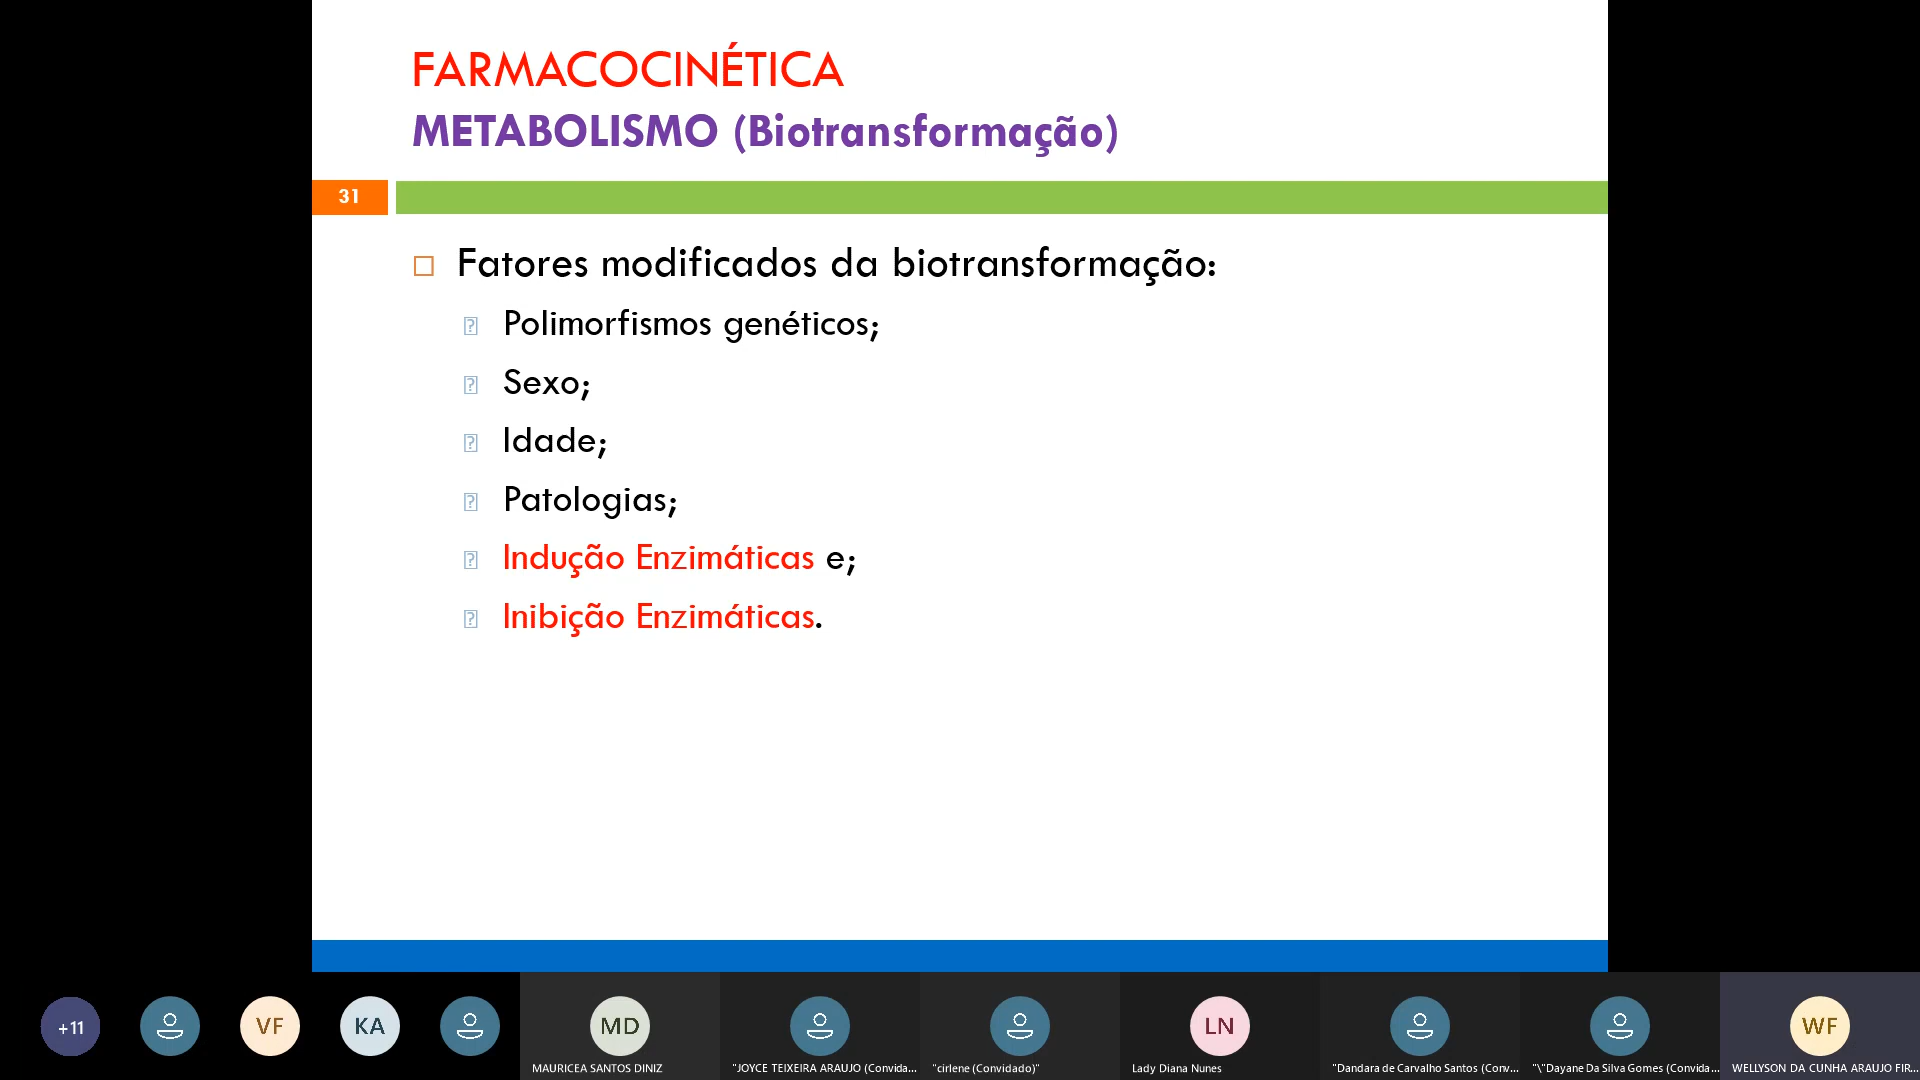 FARMACOCINÉTICA
METABOLISMO (Biotransformação)
31
Fatores modificados da biotransformação:
Polimorfismos genéticos;
Sexo;
Idade;
Patologias;
Indução Enzimáticas e;
Inibição Enzimáticas.
+11
VF
KA
MD
LN
WF
MAURICEA SANTOS DINIZ
"JOYCE TEIXEIRA ARAUJO (Convida...
"cirlene (Convidado)"
Lady Diana Nunes
"Dandara de Carvalho Santos (Conv...
"\"Dayane Da Silva Gomes (Convida...
WELLYSON DA CUNHA ARAUJO FIR...